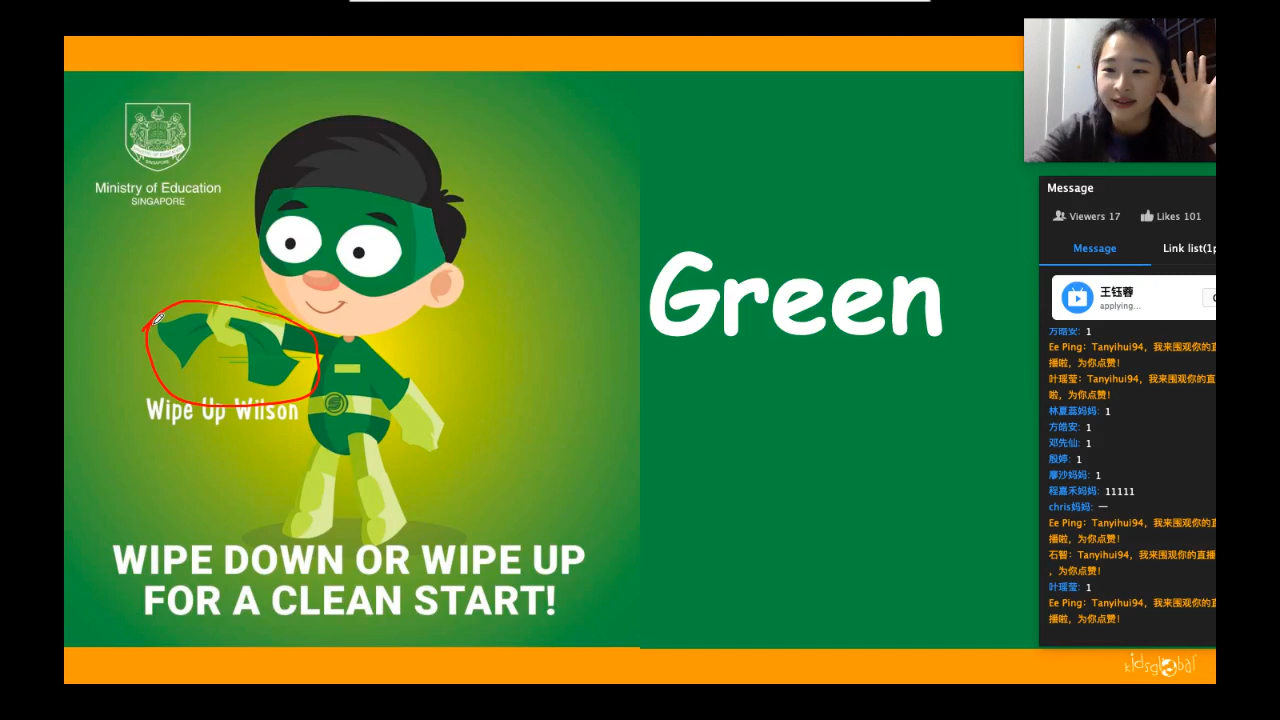 Ministry of Education
SINGAPORE
Wipe Up Wilson
WIPE DOWN OR WIPE UP
FOR A CLEAN START!
Green
Message
Viewers 17
Likes 101
Message
Link list(1
王钰蓉
applying...
方皓安: 1
Ee Ping: Tanyihui94, 我来围观你的直
播啦, 为你点赞!
叶瑶莹: Tanyihui94, 我来围观你的直
啦, 为你点赞!
林夏蕊妈妈: 1
方皓安: 1
邓先仙: 1
殷婷: 1
廖沙妈妈: 1
程嘉禾妈妈: 11111
chris妈妈: 一
Ee Ping: Tanyihui94, 我来围观你的直
播啦, 为你点赞!
石智: Tanyihui94, 我来围观你的直播
, 为你点赞!
叶瑶莹: 1
Ee Ping: Tanyihui94, 我来围观你的直
播啦, 为你点赞!
kidsglobal